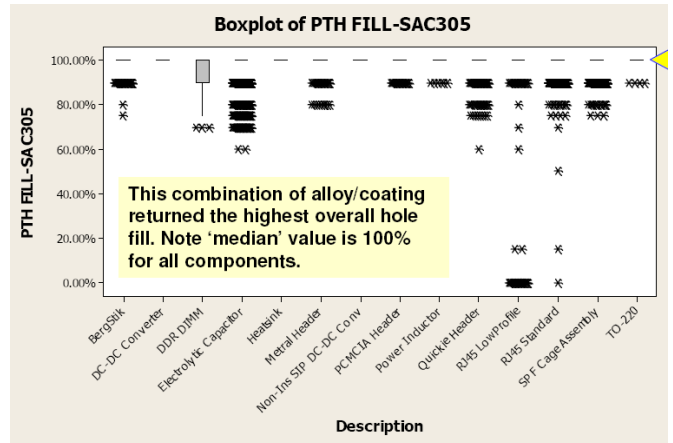 Boxplot of PTH FILL-SAC305
PTH FILL-SAC305
100.00%
80.00%
60.00%
40.00%
20.00%
0.00%
This combination of alloy/coating
returned the highest overall hole
fill. Note ‘median’ value is 100%
for all components.
BergStik
DC-DC Converter
DDR DIMM
Electrolytic Capacitor
Heatsink
Metral Header
Non-Ins SIP DC-DC Conv
PCMCIA Header
Power Inductor
Quickie Header
RJ45 LowProfile
RJ45 Standard
SPF Cage Assembly
TO-220
Description